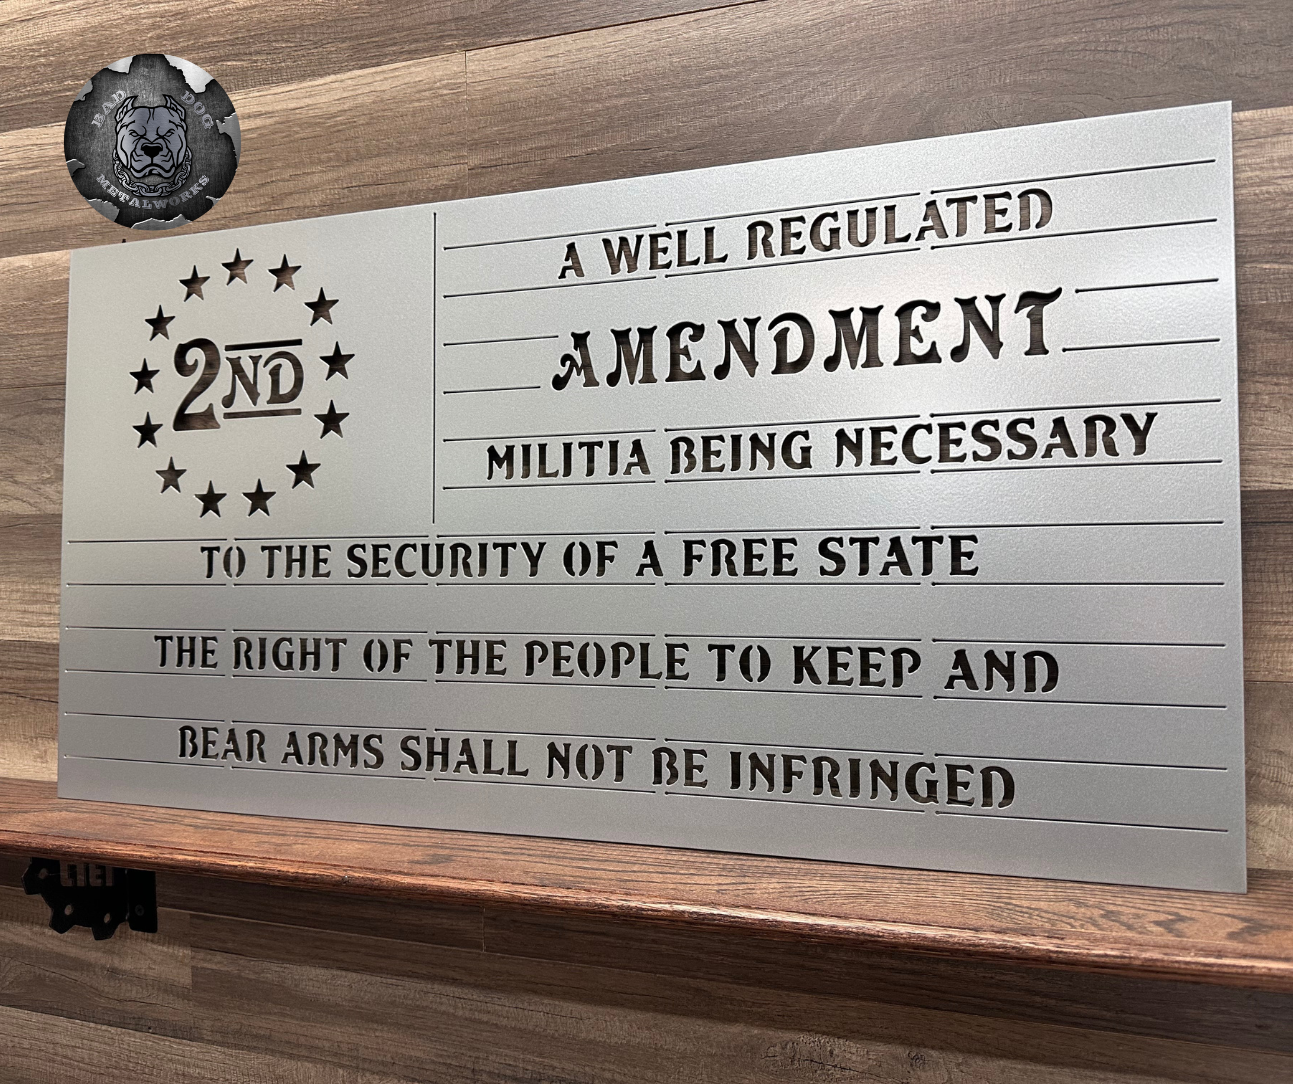 BAD DOG
METALWORKS
2ND
A WELL REGULATED
AMENDMENT
MILITIA BEING NECESSARY
TO THE SECURITY OF A FREE STATE
THE RIGHT OF THE PEOPLE TO KEEP AND
BEAR ARMS SHALL NOT BE INFRINGED